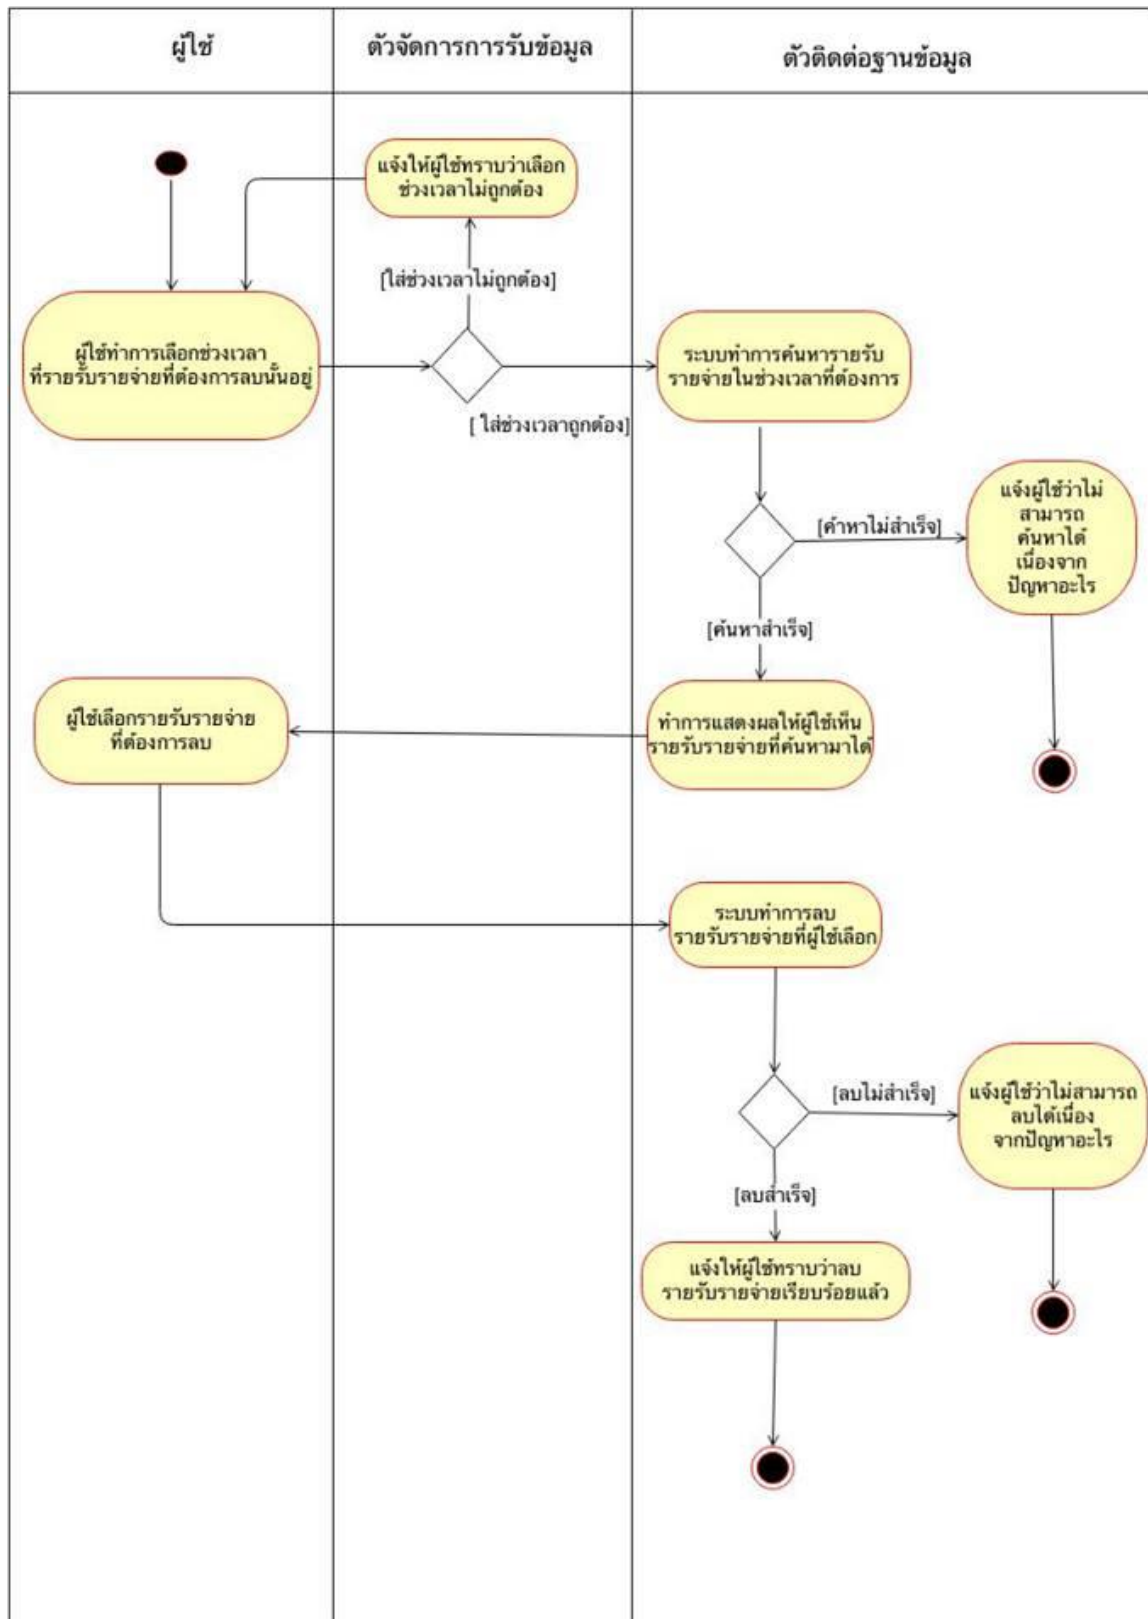 ผู้ใช้
ตัวจัดการการรับข้อมูล
ตัวติดต่อฐานข้อมูล
แจ้งให้ผู้ใช้ทราบว่าเลือก
ช่วงเวลาไม่ถูกต้อง
[ใส่ช่วงเวลาไม่ถูกต้อง]
ผู้ใช้ทำการเลือกช่วงเวลา
ที่รายรับรายจ่ายที่ต้องการลบนั้นอยู่
[ ใส่ช่วงเวลาถูกต้อง]
ระบบทำการค้นหารายรับ
รายจ่ายในช่วงเวลาที่ต้องการ
[ค้าหาไม่สำเร็จ]
แจ้งผู้ใช้ว่าไม่
สามารถ
ค้นหาได้
เนื่องจาก
ปัญหาอะไร
[ค้นหาสำเร็จ]
ทำการแสดงผลให้ผู้ใช้เห็น
รายรับรายจ่ายที่ค้นหามาได้
ผู้ใช้เลือกรายรับรายจ่าย
ที่ต้องการลบ
ระบบทำการลบ
รายรับรายจ่ายที่ผู้ใช้เลือก
[ลบไม่สำเร็จ]
แจ้งผู้ใช้ว่าไม่สามารถ
ลบได้เนื่อง
จากปัญหาอะไร
[ลบสำเร็จ]
แจ้งให้ผู้ใช้ทราบว่าลบ
รายรับรายจ่ายเรียบร้อยแล้ว